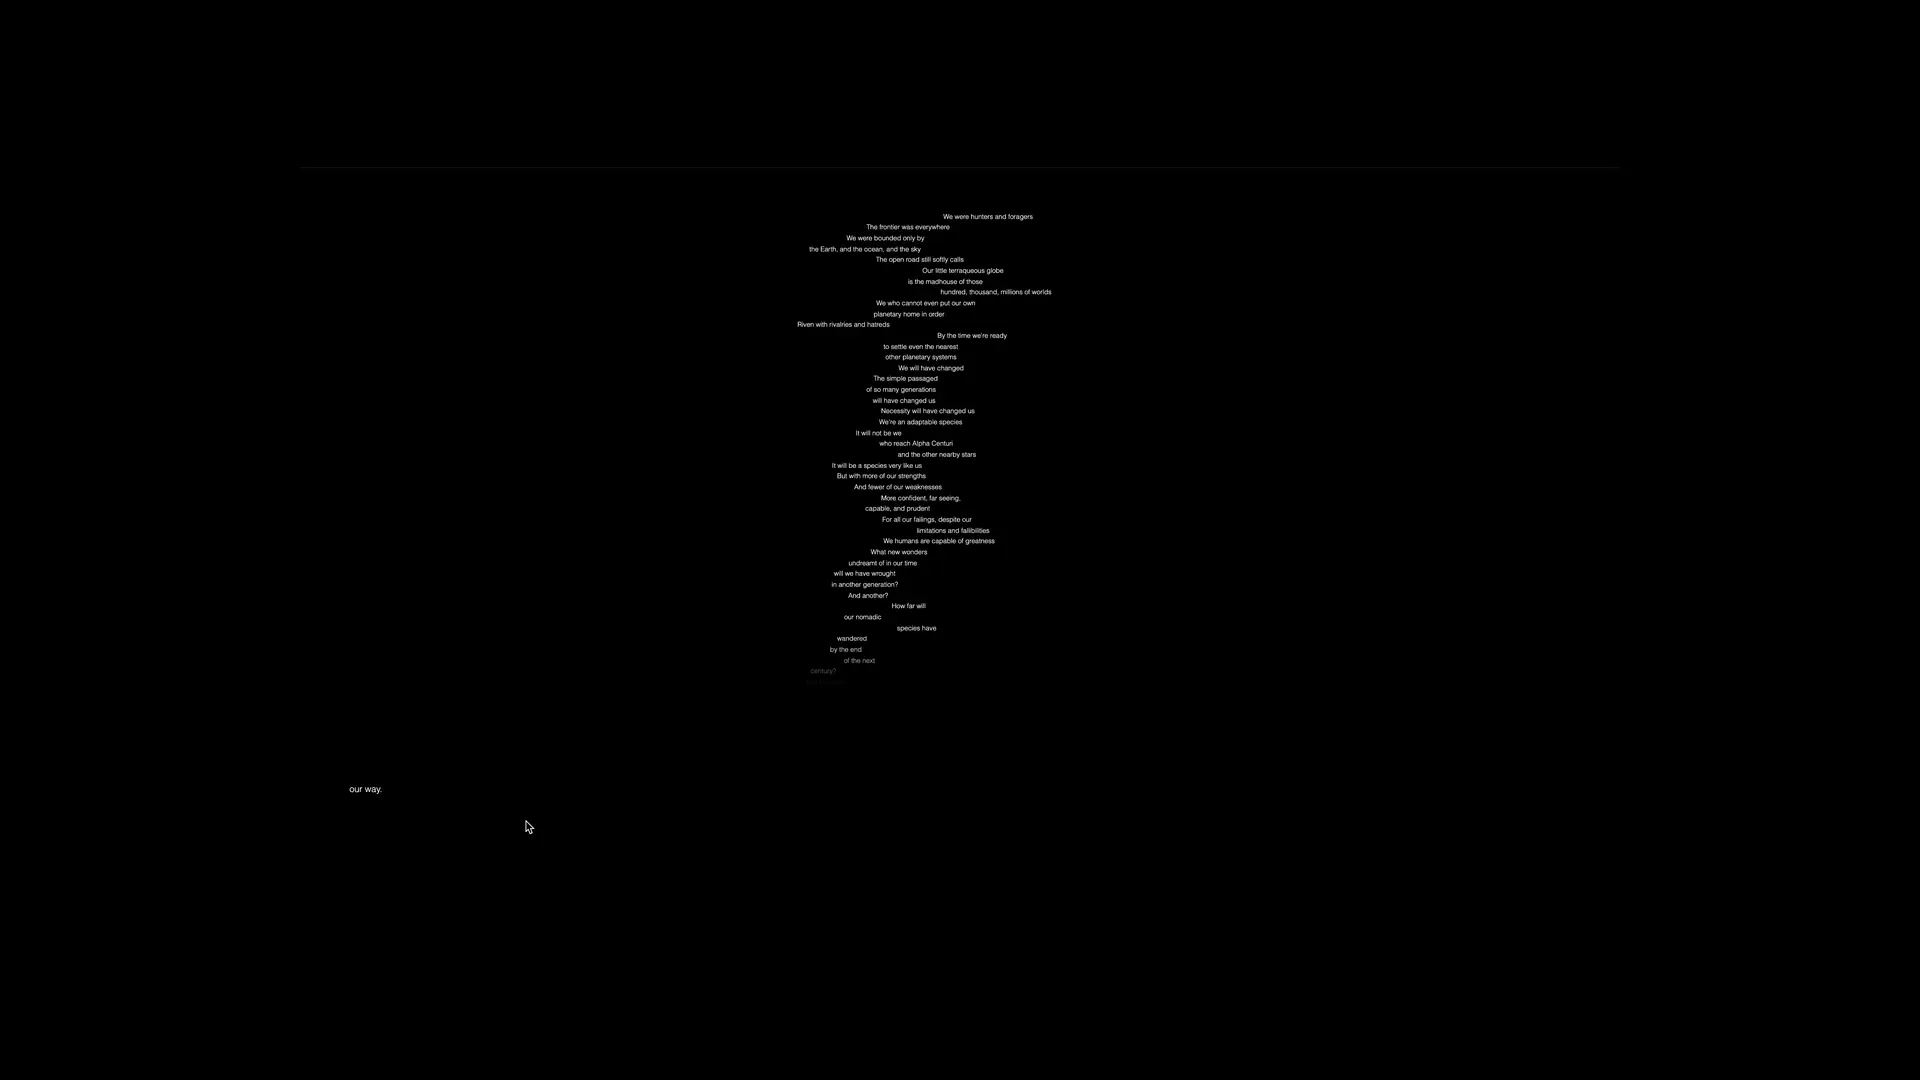 We were hunters and foragers
The frontier was everywhere
We were bounded only by
the Earth, and the ocean, and the sky
The open road still softly calls
Our little terraqueous globe
is the madhouse of those
hundred, thousand, millions of worlds
We who cannot even put our own
planetary home in order
Riven with rivalries and hatreds
By the time we're ready
to settle even the nearest
other planetary systems
We will have changed
The simple passaged
of so many generations
will have changed us
Necessity will have changed us
We're an adaptable species
It will not be we
who reach Alpha Centuri
and the other nearby stars
It will be a species very like us
But with more of our strengths
And fewer of our weaknesses
More confident, far seeing,
capable, and prudent
For all our failings, despite our
limitations and fallibilities
We humans are capable of greatness
What new wonders
undreamt of in our time
will we have wrought
in another generation?
And another?
How far will
our nomadic
species have
wandered
by the end
of the next
century?
our way.